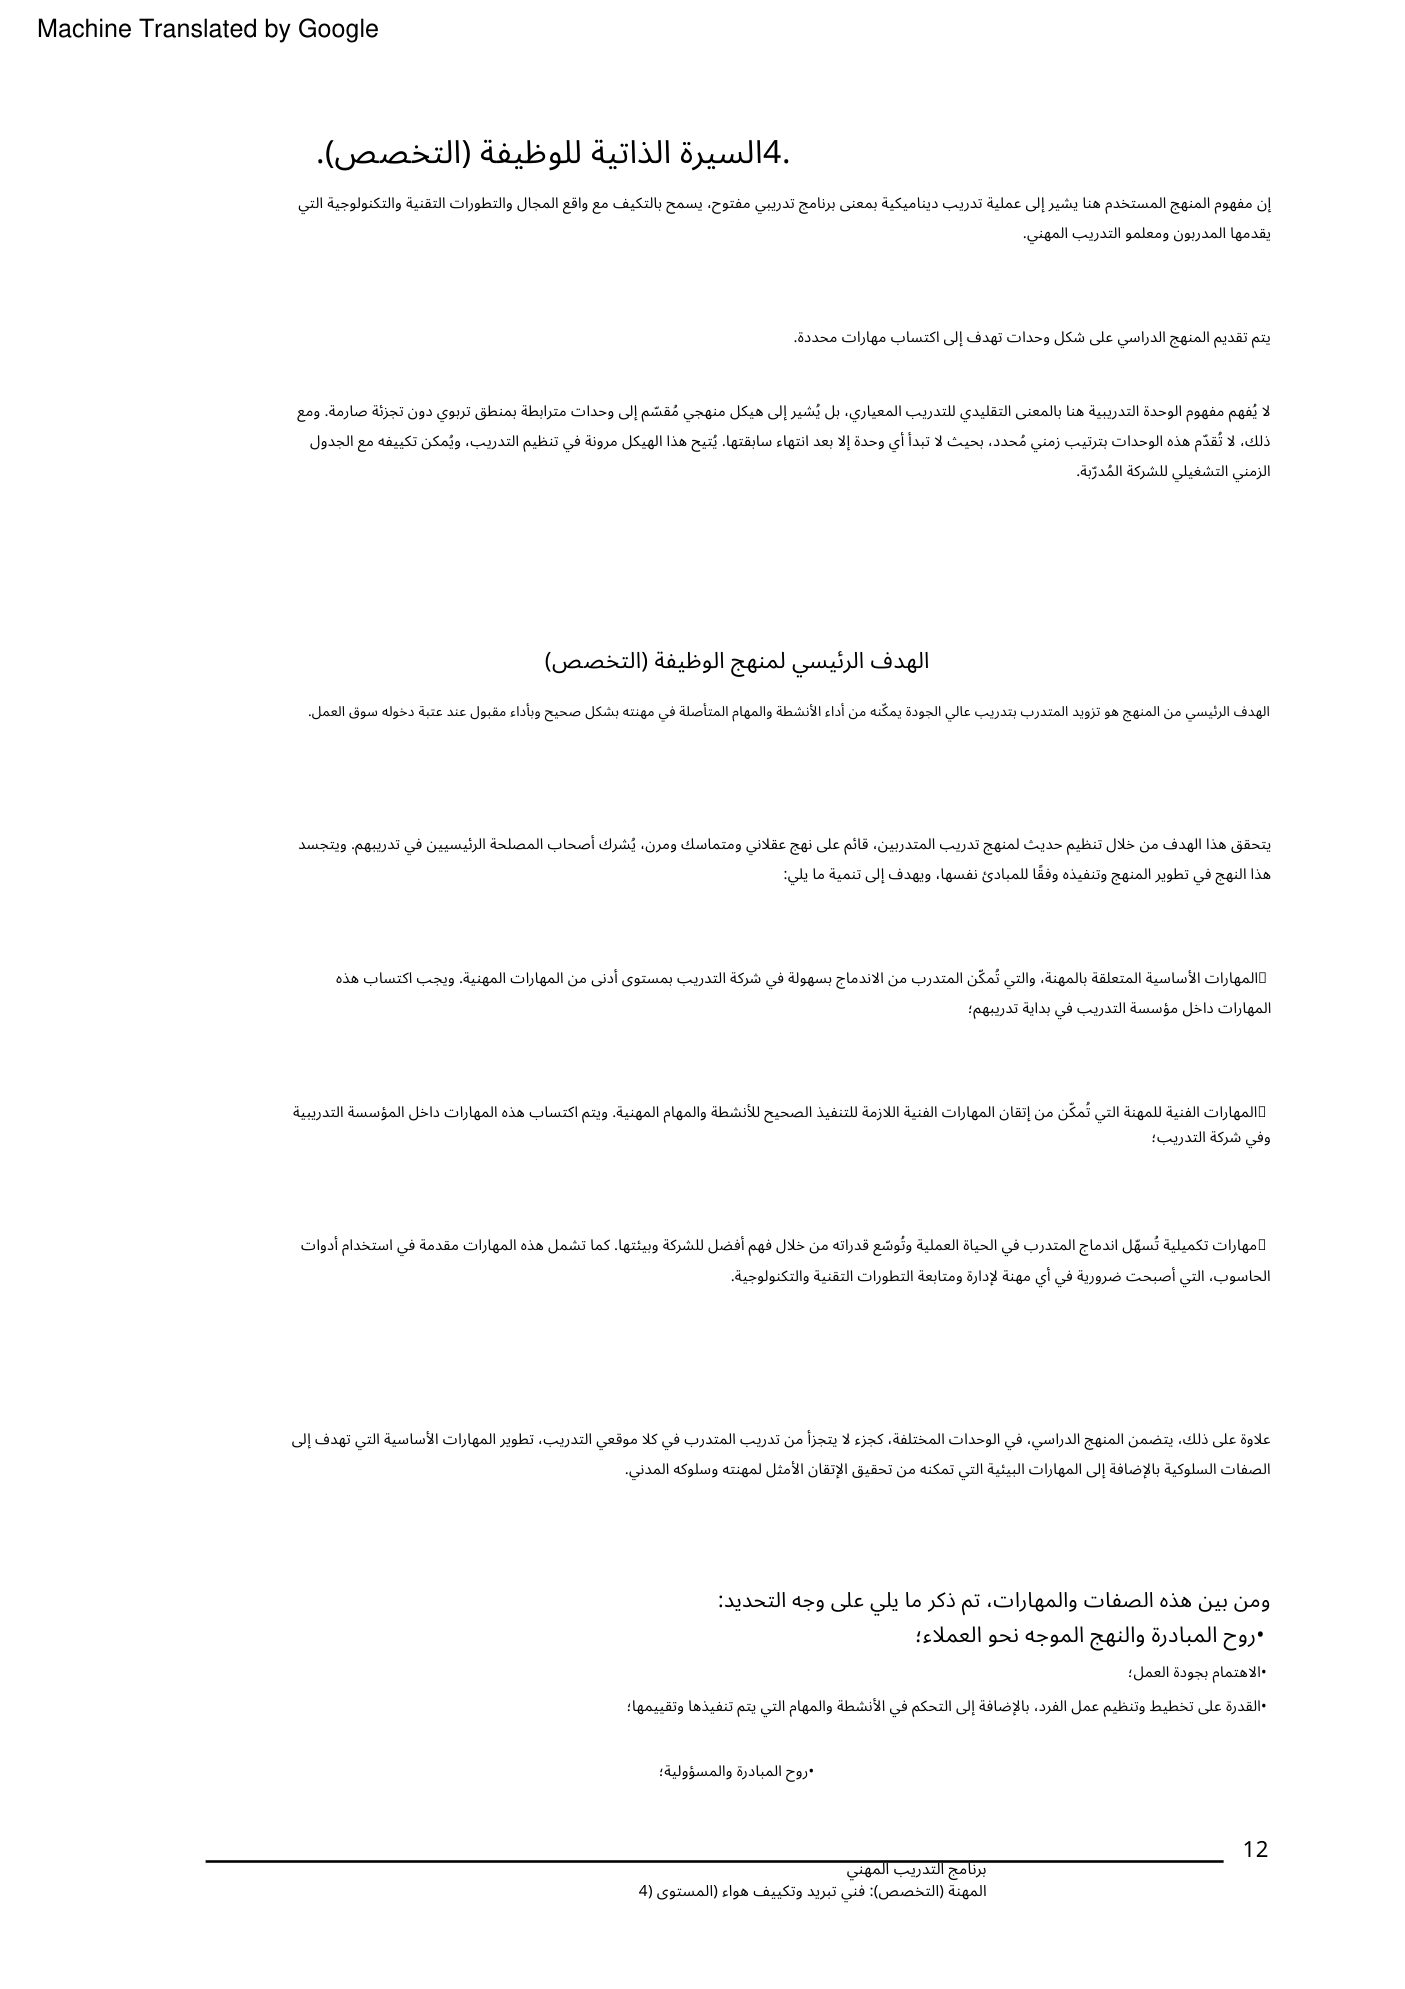 Machine Translated by Google
.4السيرة الذاتية للوظيفة (التخصص).
إن مفهوم المنهج المستخدم هنا يشير إلى عملية تدريب ديناميكية بمعنى برنامج تدريبي مفتوح، يسمح بالتكيف مع واقع المجال والتطورات التقنية والتكنولوجية التي
يقدمها المدربون ومعلمو التدريب المهني.
يتم تقديم المنهج الدراسي على شكل وحدات تهدف إلى اكتساب مهارات محددة.
لا يُفهم مفهوم الوحدة التدريبية هنا بالمعنى التقليدي للتدريب المعياري، بل يُشير إلى هيكل منهجي مُقسّم إلى وحدات مترابطة بمنطق تربوي دون تجزئة صارمة. ومع
ذلك، لا تُقدّم هذه الوحدات بترتيب زمني مُحدد، بحيث لا تبدأ أي وحدة إلا بعد انتهاء سابقتها. يُتيح هذا الهيكل مرونة في تنظيم التدريب، ويُمكن تكييفه مع الجدول
الزمني التشغيلي للشركة المُدرّبة.
الهدف الرئيسي لمنهج الوظيفة (التخصص)
الهدف الرئيسي من المنهج هو تزويد المتدرب بتدريب عالي الجودة يمكّنه من أداء الأنشطة والمهام المتأصلة في مهنته بشكل صحيح وبأداء مقبول عند عتبة دخوله سوق العمل.
يتحقق هذا الهدف من خلال تنظيم حديث لمنهج تدريب المتدربين، قائم على نهج عقلاني ومتماسك ومرن، يُشرك أصحاب المصلحة الرئيسيين في تدريبهم. ويتجسد
هذا النهج في تطوير المنهج وتنفيذه وفقًا للمبادئ نفسها، ويهدف إلى تنمية ما يلي:
▯المهارات الأساسية المتعلقة بالمهنة، والتي تُمكّن المتدرب من الاندماج بسهولة في شركة التدريب بمستوى أدنى من المهارات المهنية. ويجب اكتساب هذه
المهارات داخل مؤسسة التدريب في بداية تدريبهم؛
▯المهارات الفنية للمهنة التي تُمكّن من إتقان المهارات الفنية اللازمة للتنفيذ الصحيح للأنشطة والمهام المهنية. ويتم اكتساب هذه المهارات داخل المؤسسة التدريبية
وفي شركة التدريب؛
▯مهارات تكميلية تُسهّل اندماج المتدرب في الحياة العملية وتُوسّع قدراته من خلال فهم أفضل للشركة وبيئتها. كما تشمل هذه المهارات مقدمة في استخدام أدوات
الحاسوب، التي أصبحت ضرورية في أي مهنة لإدارة ومتابعة التطورات التقنية والتكنولوجية.
علاوة على ذلك، يتضمن المنهج الدراسي، في الوحدات المختلفة، كجزء لا يتجزأ من تدريب المتدرب في كلا موقعي التدريب، تطوير المهارات الأساسية التي تهدف إلى
الصفات السلوكية بالإضافة إلى المهارات البيئية التي تمكنه من تحقيق الإتقان الأمثل لمهنته وسلوكه المدني.
ومن بين هذه الصفات والمهارات، تم ذكر ما يلي على وجه التحديد:
•روح المبادرة والنهج الموجه نحو العملاء؛
•الاهتمام بجودة العمل؛
•القدرة على تخطيط وتنظيم عمل الفرد، بالإضافة إلى التحكم في الأنشطة والمهام التي يتم تنفيذها وتقييمها؛
•روح المبادرة والمسؤولية؛
12
برنامج التدريب المهني
المهنة (التخصص): فني تبريد وتكييف هواء (المستوى 4)